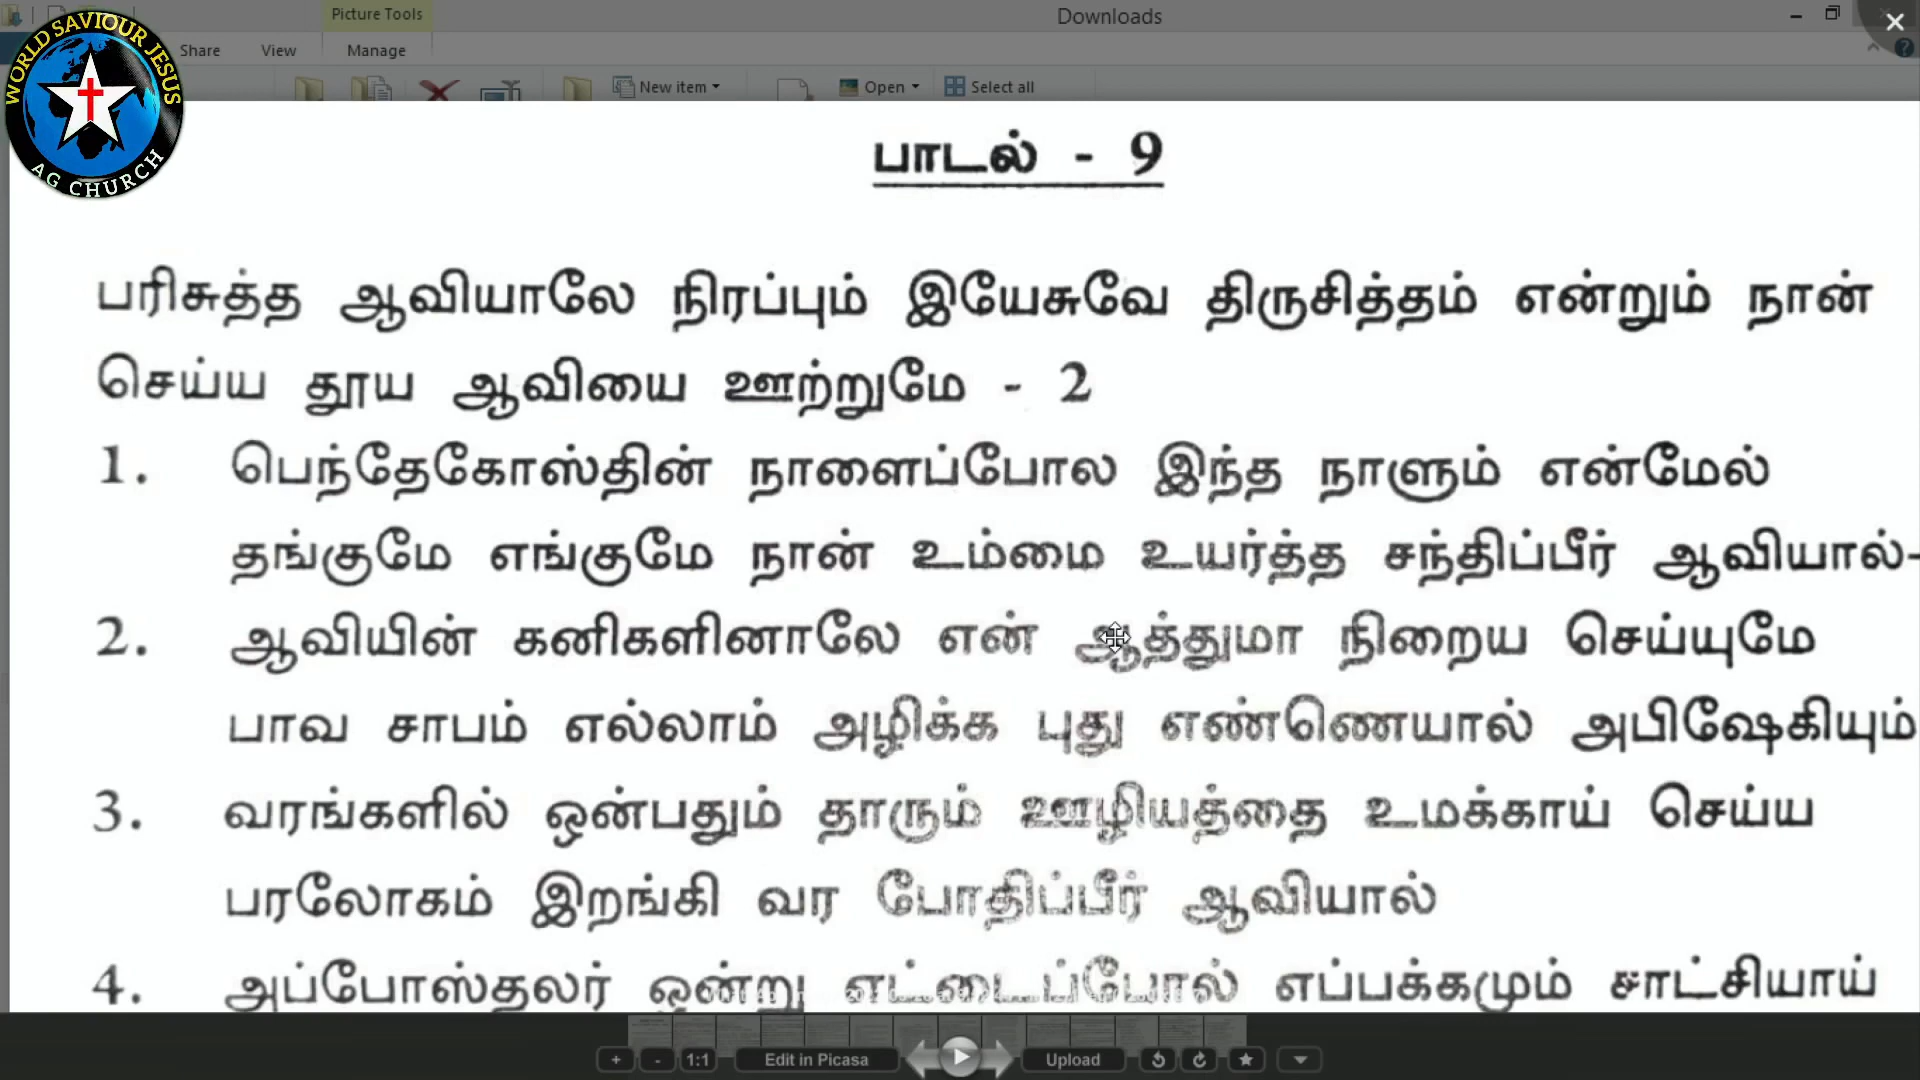 Picture Tools
Downloads
Share View Manage
New item Open Select all
WORLD SAVIOUR JESUS
AG CHURCH
பாடல் - 9
பரிசுத்த ஆவியாலே நிரப்பும் இயேசுவே திருசித்தம் என்றும் நான்
செய்ய தூய ஆவியை ஊற்றுமே - 2
1. பெந்தேகோஸ்தின் நாளைப்போல இந்த நாளும் என்மேல்
தங்குமே எங்குமே நான் உம்மை உயர்த்த சந்திப்பீர் ஆவியால்-
2. ஆவியின் கனிகளினாலே என் ஆத்துமா நிறைய செய்யுமே
பாவ சாபம் எல்லாம் அழிக்க புது எண்ணெயால் அபிஷேகியும்
3. வரங்களில் ஒன்பதும் தாரும் ஊழியத்தை உமக்காய் செய்ய
பரலோகம் இறங்கி வர போதிப்பீர் ஆவியால்
4. அப்போஸ்தலர் ஒன்று எட்டைப்போல் எப்பக்கமும் சாட்சியாய்
+ - 1:1 Edit in Picasa Upload